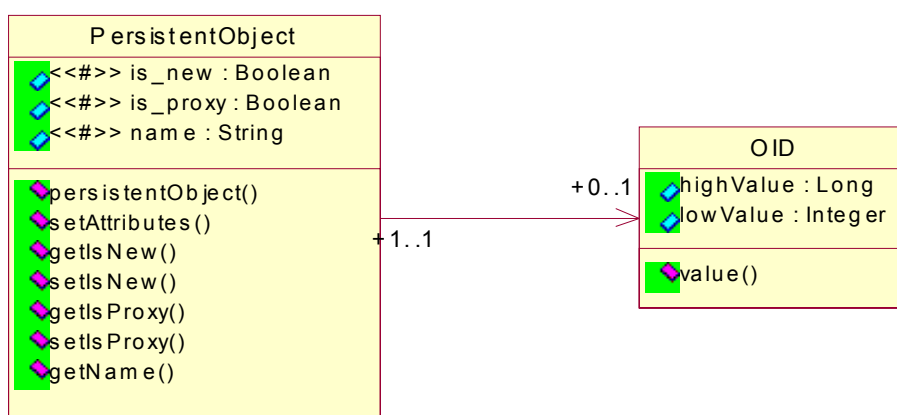 PersistentObject
<<#>> is_new : Boolean
<<#>> is_proxy : Boolean
<<#>> name : String
persistentObject()
setAttributes()
getIsNew()
setIsNew()
getIsProxy()
setIsProxy()
getName()
+1..1
+0..1
OID
highValue : Long
lowValue : Integer
value()